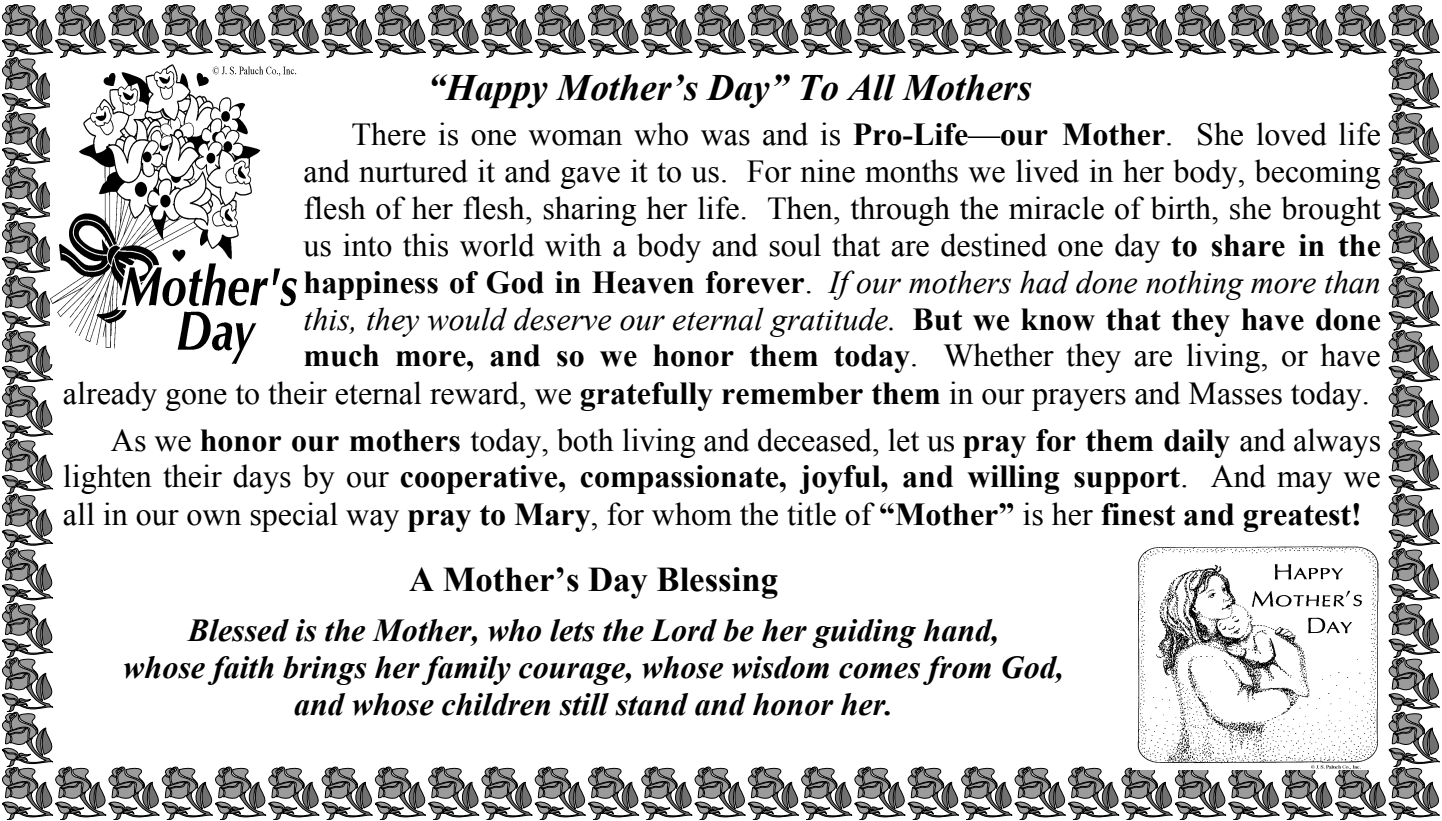 © J. S. Paluch Co., Inc.
Mother's
Day
“Happy Mother’s Day” To All Mothers
There is one woman who was and is Pro-Life—our Mother. She loved life
and nurtured it and gave it to us. For nine months we lived in her body, becoming
flesh of her flesh, sharing her life. Then, through the miracle of birth, she brought
us into this world with a body and soul that are destined one day to share in the
happiness of God in Heaven forever. If our mothers had done nothing more than
this, they would deserve our eternal gratitude. But we know that they have done
much more, and so we honor them today. Whether they are living, or have
already gone to their eternal reward, we gratefully remember them in our prayers and Masses today.
As we honor our mothers today, both living and deceased, let us pray for them daily and always
lighten their days by our cooperative, compassionate, joyful, and willing support. And may we
all in our own special way pray to Mary, for whom the title of “Mother” is her finest and greatest!
A Mother’s Day Blessing
Blessed is the Mother, who lets the Lord be her guiding hand,
whose faith brings her family courage, whose wisdom comes from God,
and whose children still stand and honor her.
HAPPY
MOTHER’S
DAY
© J. S. Paluch Co., Inc.